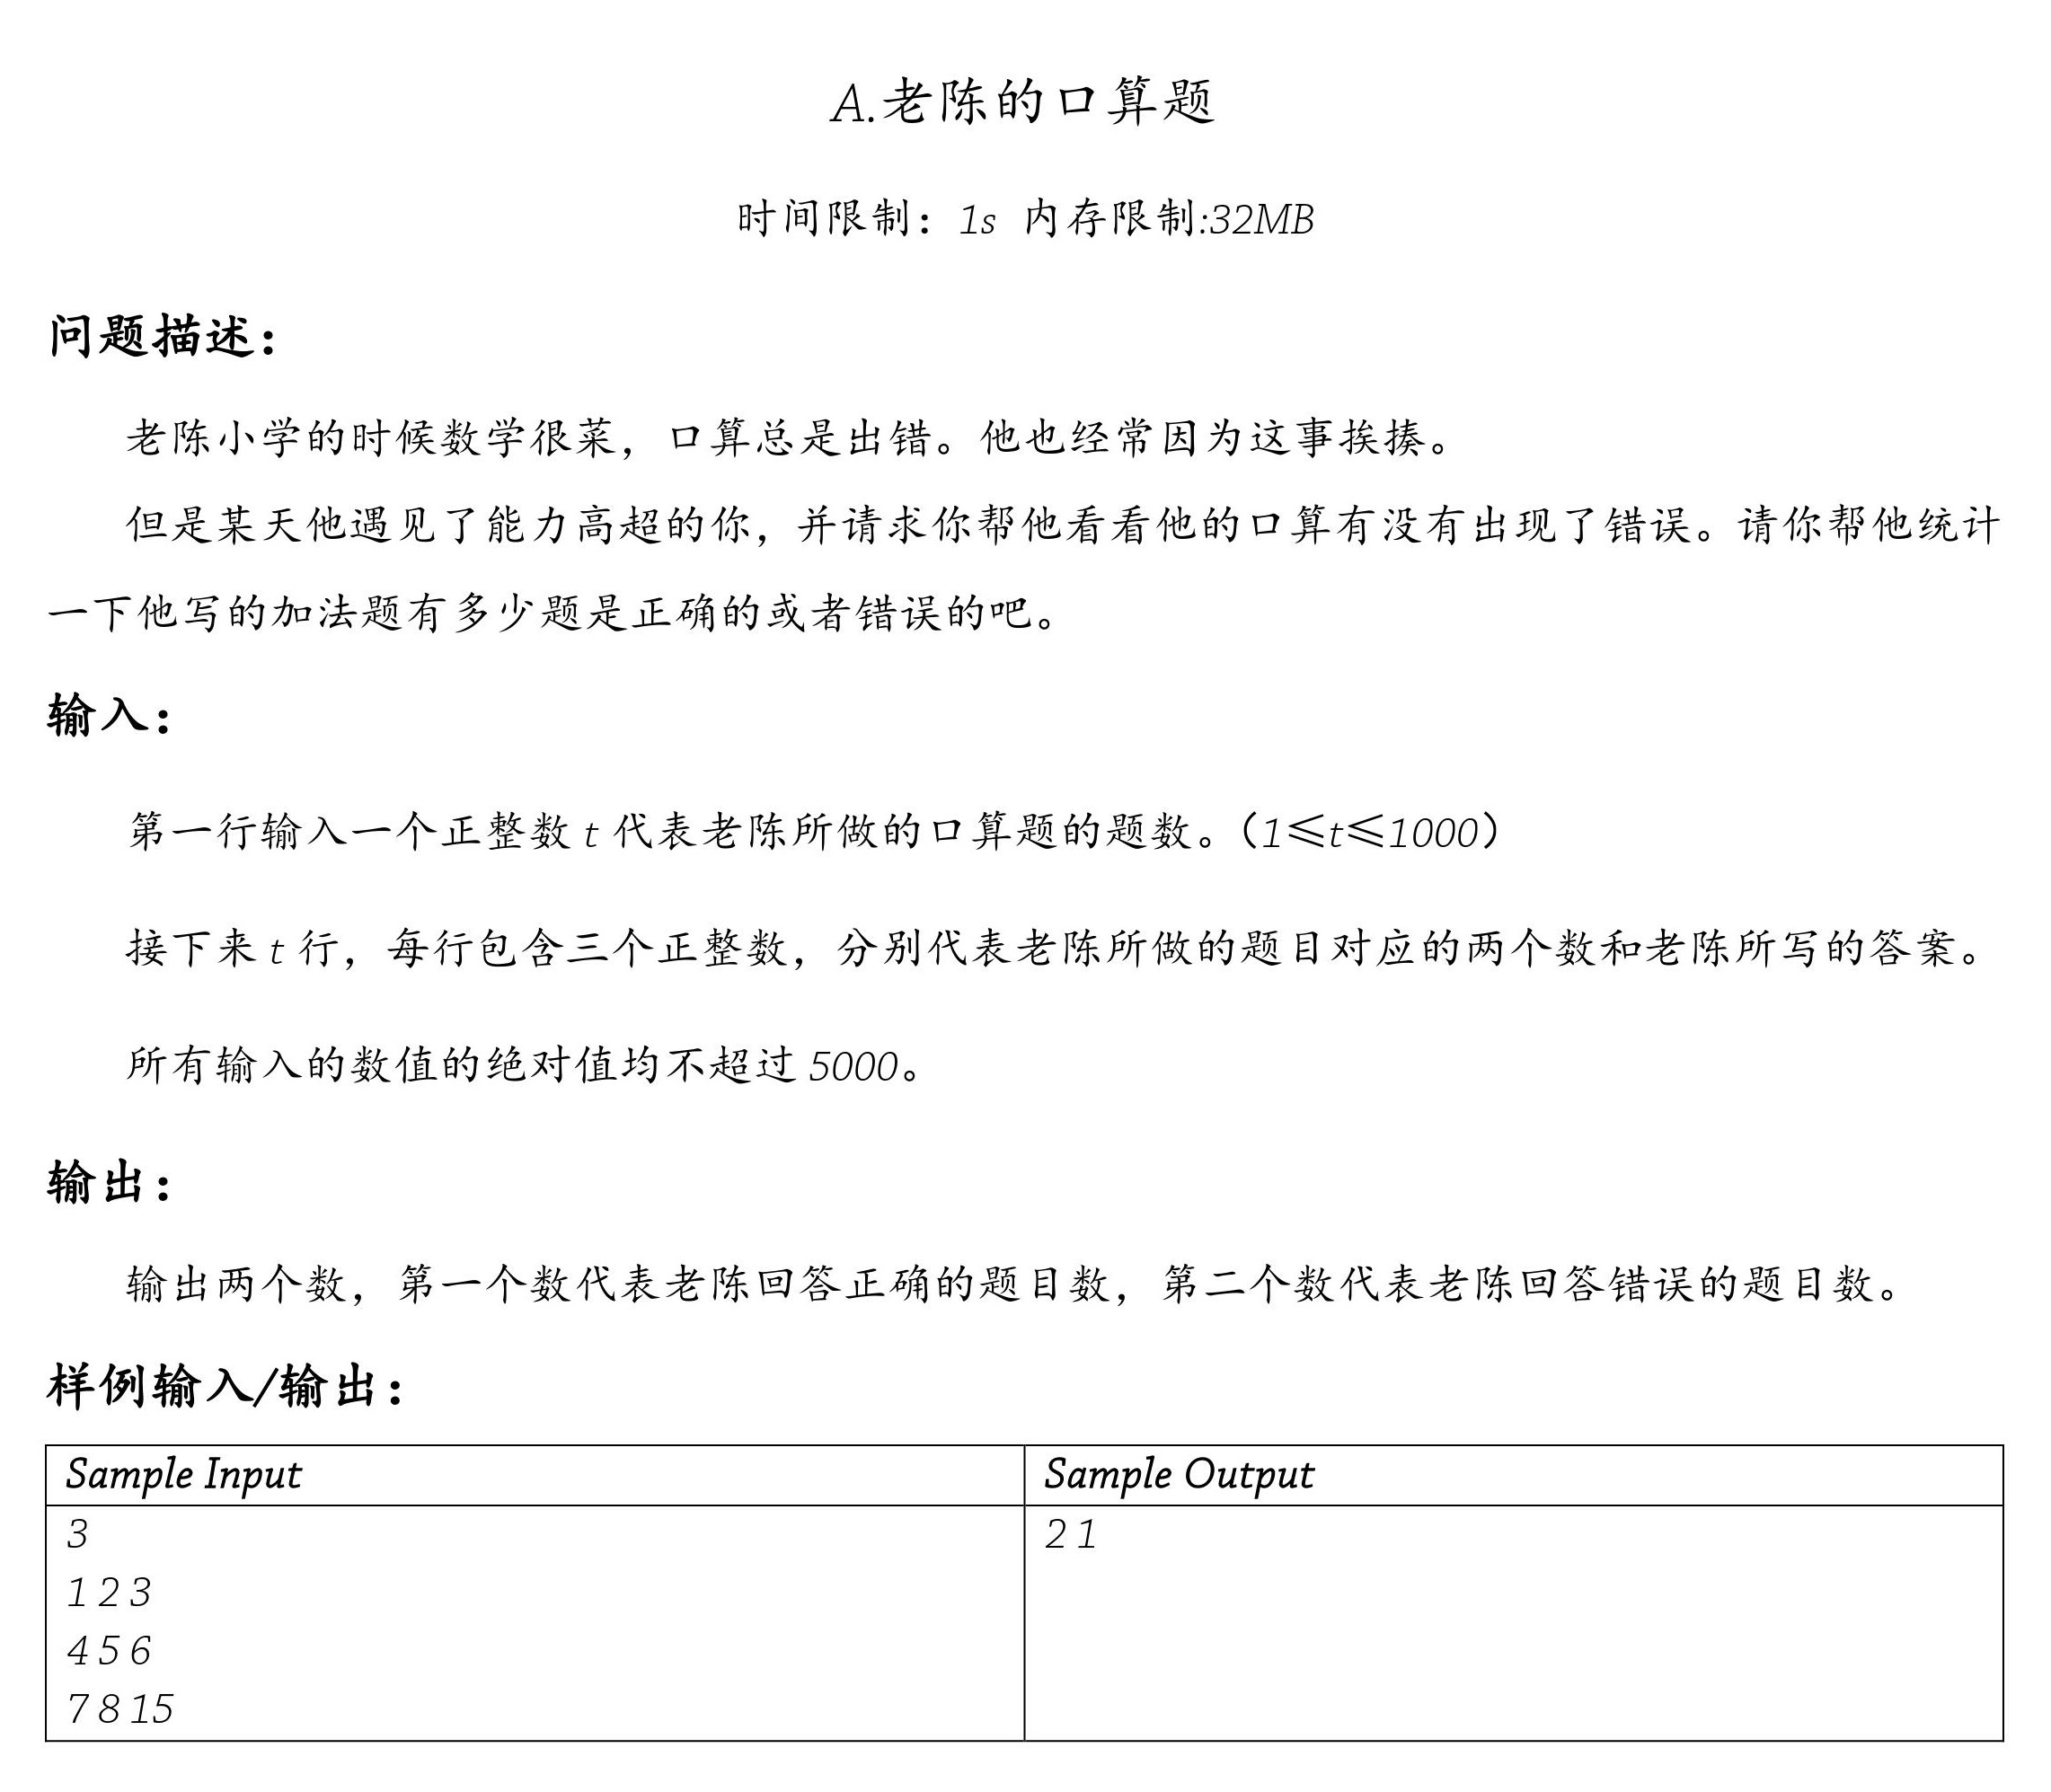 A.老陈的口算题
时间限制：1s 内存限制:32MB
问题描述：
老陈小学的时候数学很菜，口算总是出错。他也经常因为这事挨揍。
但是某天他遇见了能力高超的你，并请求你帮他看看他的口算有没有出现了错误。请你帮他统计
一下他写的加法题有多少题是正确的或者错误的吧。
输入：
第一行输入一个正整数 t 代表老陈所做的口算题的题数。（1≤t≤1000）
接下来 t 行，每行包含三个正整数，分别代表老陈所做的题目对应的两个数和老陈所写的答案。
所有输入的数值的绝对值均不超过 5000。
输出：
输出两个数，第一个数代表老陈回答正确的题目数，第二个数代表老陈回答错误的题目数。
样例输入/输出：
Sample Input
Sample Output
3
1 2 3
4 5 6
7 8 15
2 1